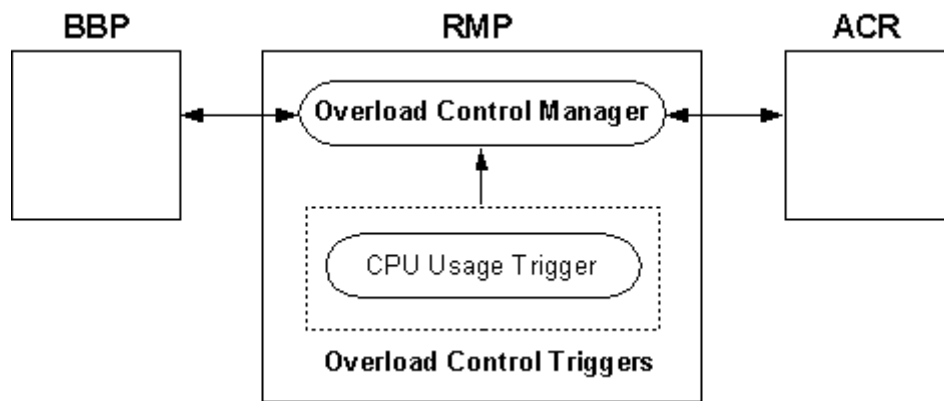 BBP
RMP
ACR
Overload Control Manager
CPU Usage Trigger
Overload Control Triggers